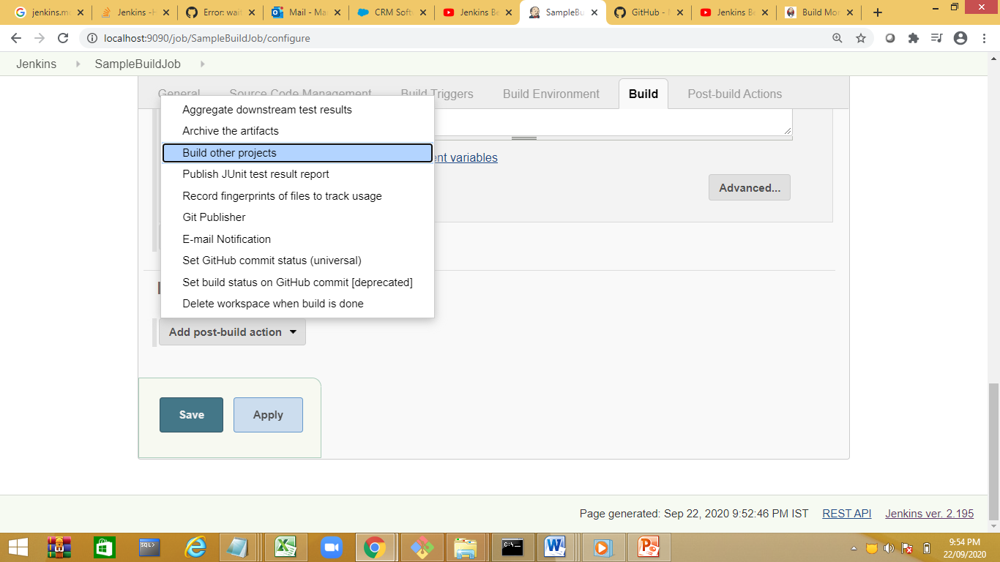 jenkins.m
Jenkins -H
Error: wait
Mail - Ma
CRM Soft
Jenkins Be
SampleBu
GitHub -
Jenkins Be
Build Mo
localhost:9090/job/SampleBuildJob/configure
Jenkins SampleBuildJob
General Source Code Management Build Triggers Build Environment Build Post-build Actions
Aggregate downstream test results
Archive the artifacts
Build other projects
ent variables
Publish JUnit test result report
Advanced...
Record fingerprints of files to track usage
Git Publisher
E-mail Notification
Set GitHub commit status (universal)
Set build status on GitHub commit [deprecated]
Delete workspace when build is done
Add post-build action
Save Apply
Page generated: Sep 22, 2020 9:52:46 PM IST REST API Jenkins ver. 2.195
SQL>
9:54 PM
22/09/2020